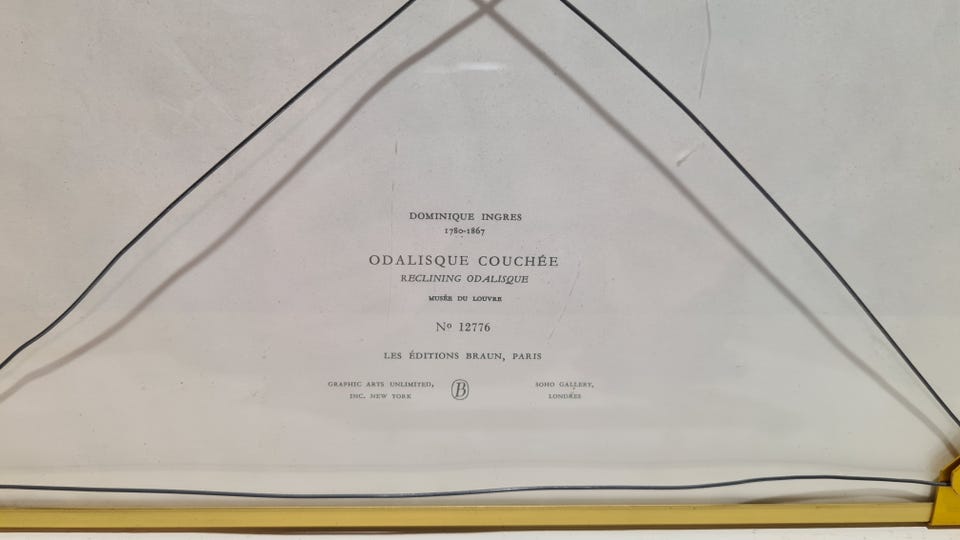 DOMINIQUE INGRES
1780-1867
ODALISQUE COUCHÉE
RECLINING ODALISQUE
MUSÉE DU LOUVRE
Nº 12776
LES ÉDITIONS BRAUN, PARIS
GRAPHIC ARTS UNLIMITED,
INC. NEW YORK
B
SOHO GALLERY,
LONDRES